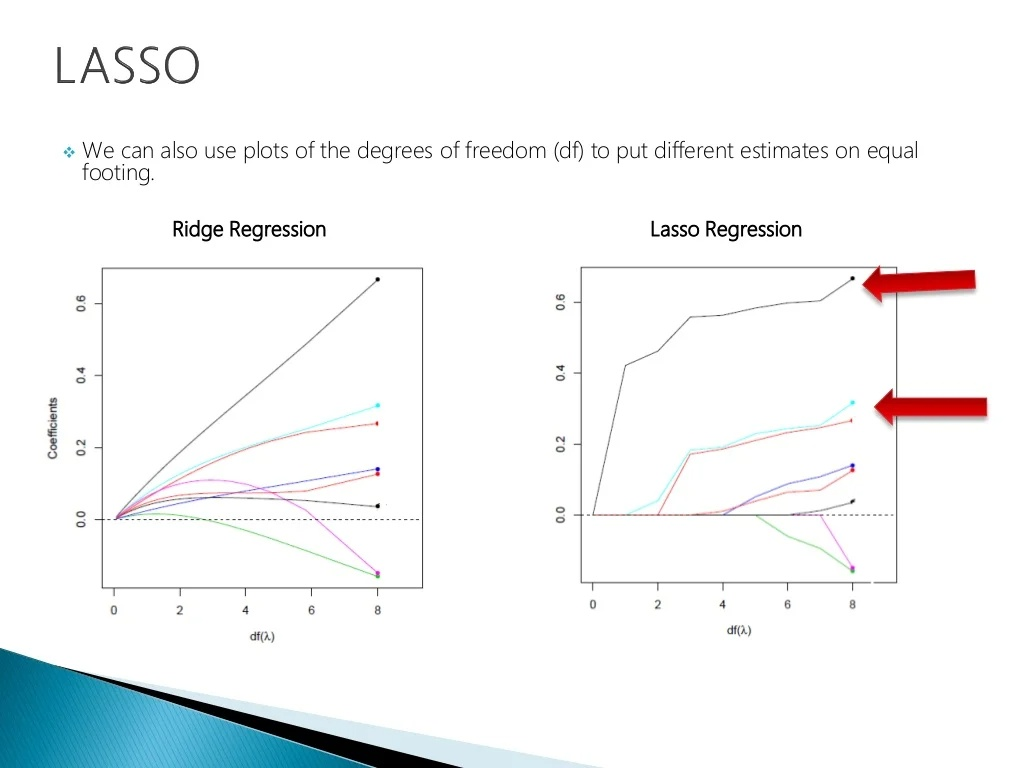 LASSO
We can also use plots of the degrees of freedom (df) to put different estimates on equal
footing.
Ridge Regression
Lasso Regression
Coefficients
0.6
0.4
0.2
0.0
0 2 4 6 8
df(λ)
0.6
0.4
0.2
0.0
0 2 4 6 8
df(λ)